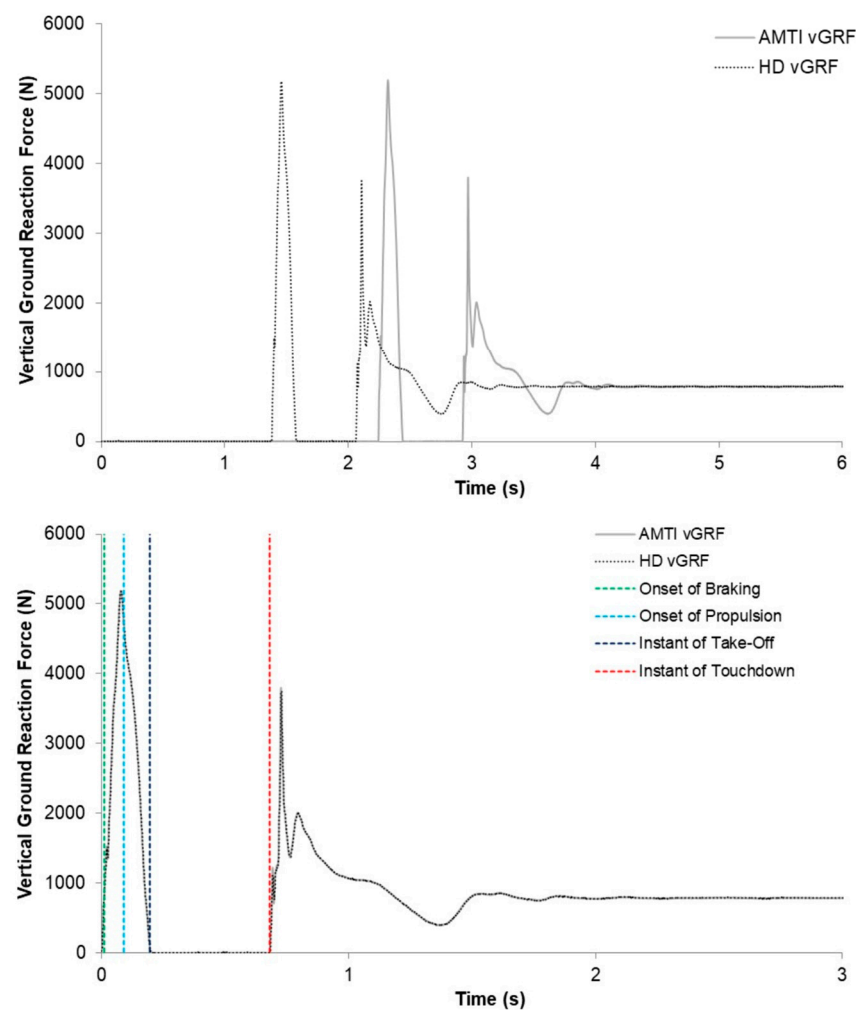 6000
5000
4000
3000
2000
1000
0
Vertical Ground Reaction Force (N)
AMTI vGRF
HD vGRF
0 1 2 3 4 5 6
Time (s)
6000
5000
4000
3000
2000
1000
0
Vertical Ground Reaction Force (N)
AMTI vGRF
HD vGRF
Onset of Braking
Onset of Propulsion
Instant of Take-Off
Instant of Touchdown
0 1 2 3
Time (s)